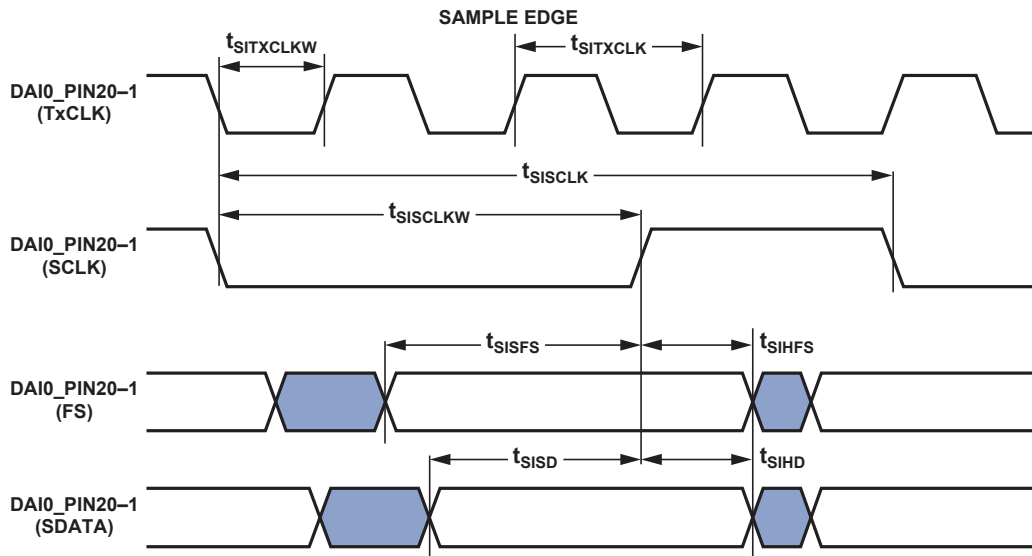 SAMPLE EDGE
tSITXCLKW
tSITXCLK
DAI0_PIN20–1
(TxCLK)
tSISCLK
tSISCLKW
DAI0_PIN20–1
(SCLK)
tSISFS
tSIHFS
DAI0_PIN20–1
(FS)
tSISD
tSIHD
DAI0_PIN20–1
(SDATA)